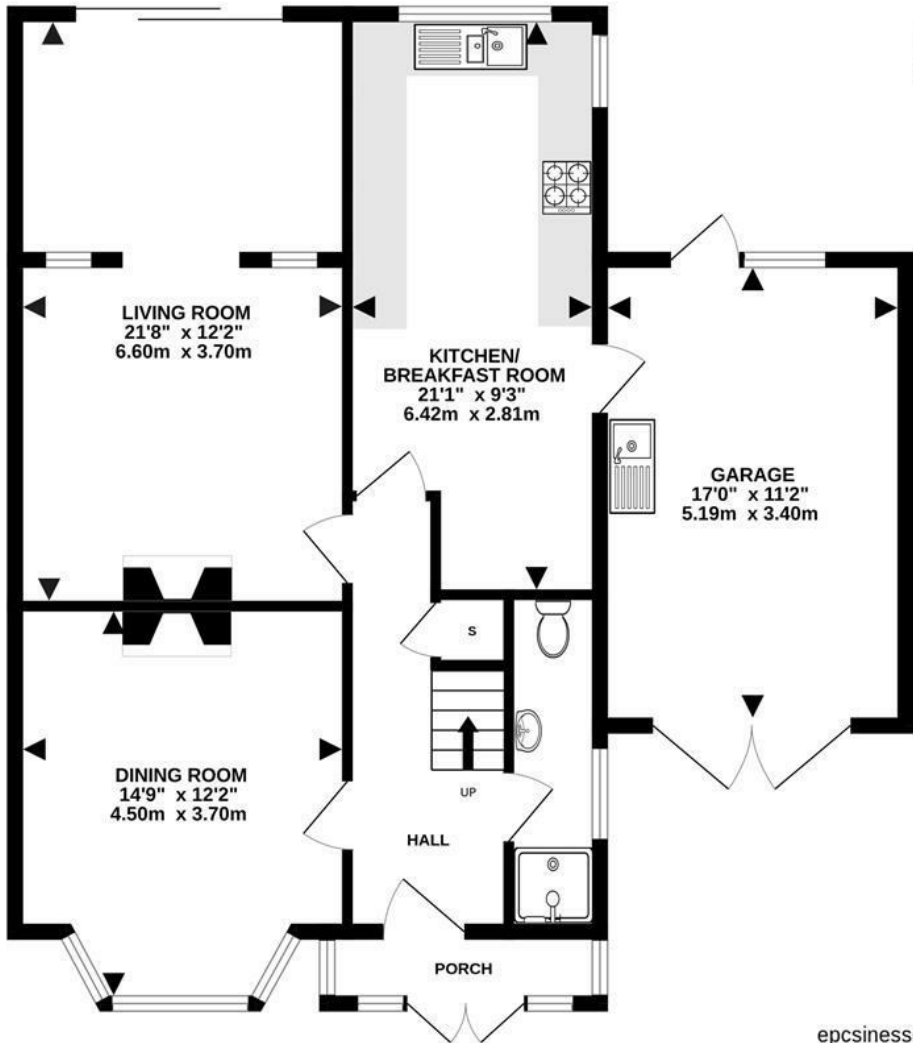 LIVING ROOM
21'8" x 12'2"
6.60m x 3.70m
KITCHEN/
BREAKFAST ROOM
21'1" x 9'3"
6.42m x 2.81m
GARAGE
17'0" x 11'2"
5.19m x 3.40m
S
DINING ROOM
14'9" x 12'2"
4.50m x 3.70m
UP
HALL
PORCH
epcsiness